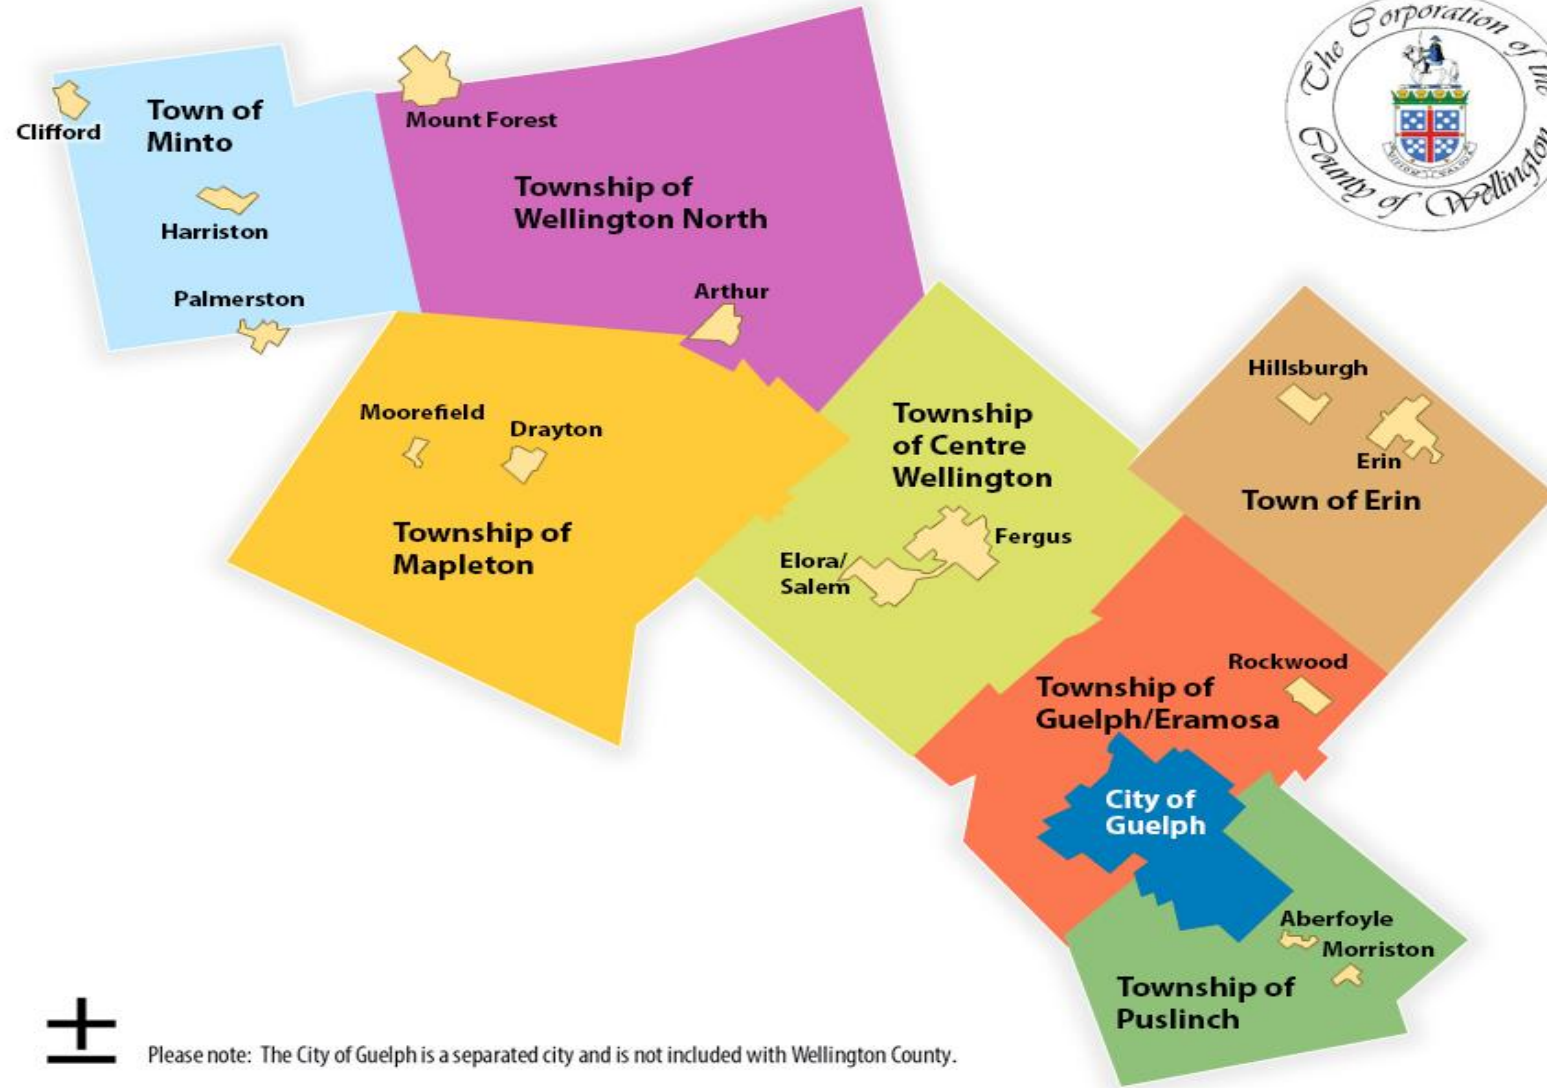 The Corporation of the
County of Wellington
Clifford
Town of
Minto
Mount Forest
Harriston
Township of
Wellington North
Palmerston
Arthur
Moorefield
Drayton
Township of
Mapleton
Township
of Centre
Wellington
Hillsburgh
Erin
Town of Erin
Fergus
Elora/
Salem
Rockwood
Township of
Guelph/Eramosa
City of
Guelph
Aberfoyle
Morriston
Township of
Puslinch
Please note: The City of Guelph is a separated city and is not included with Wellington County.